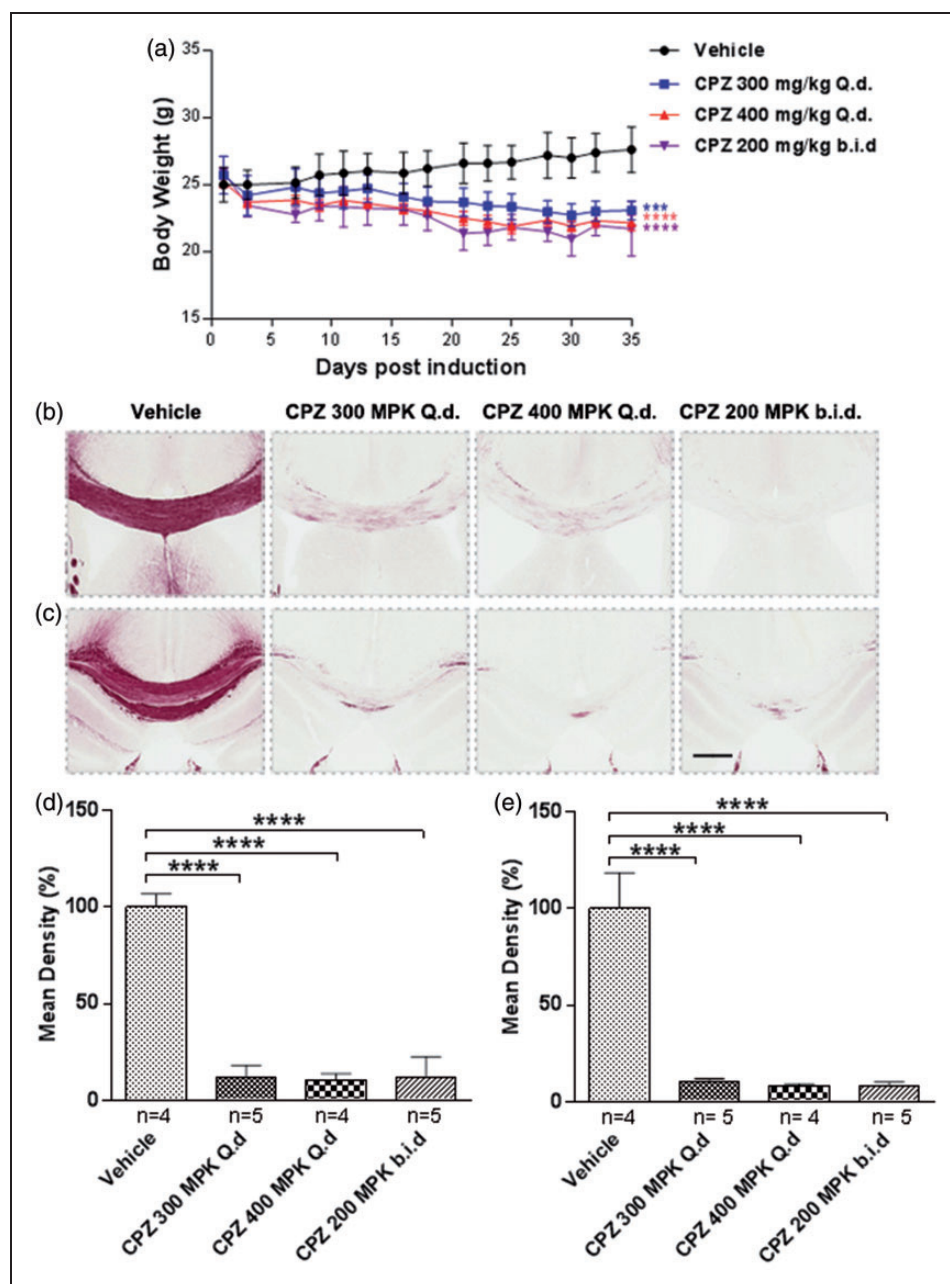 (a)
35
30
25
20
15
Body Weight (g)
0 5 10 15 20 25 30 35
Days post induction
Vehicle
CPZ 300 mg/kg Q.d.
CPZ 400 mg/kg Q.d.
CPZ 200 mg/kg b.i.d
***
****
****
(b) Vehicle CPZ 300 MPK Q.d. CPZ 400 MPK Q.d. CPZ 200 MPK b.i.d.
(c)
(d)
150
100
50
0
Mean Density (%)
****
****
****
n=4 n=5 n=4 n=5
Vehicle
CPZ 300 MPK Q.d
CPZ 400 MPK Q.d
CPZ 200 MPK b.i.d
(e)
150
100
50
0
Mean Density (%)
****
****
****
n=4 n= 5 n= 4 n= 5
Vehicle
CPZ 300 MPK Q.d
CPZ 400 MPK Q.d
CPZ 200 MPK b.i.d